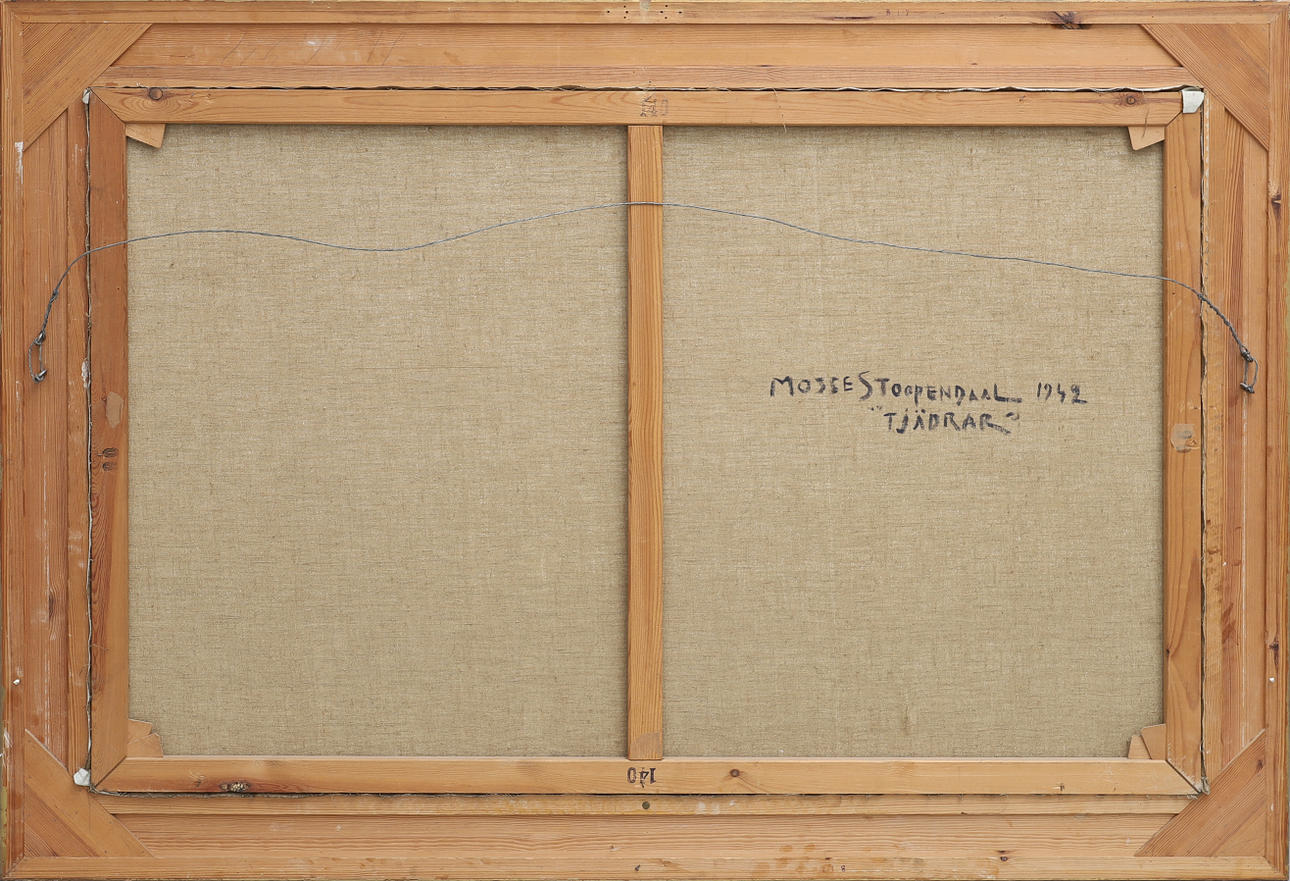 MOSSE STOOPENDAAL 1942
"TJÄDRAR"
140